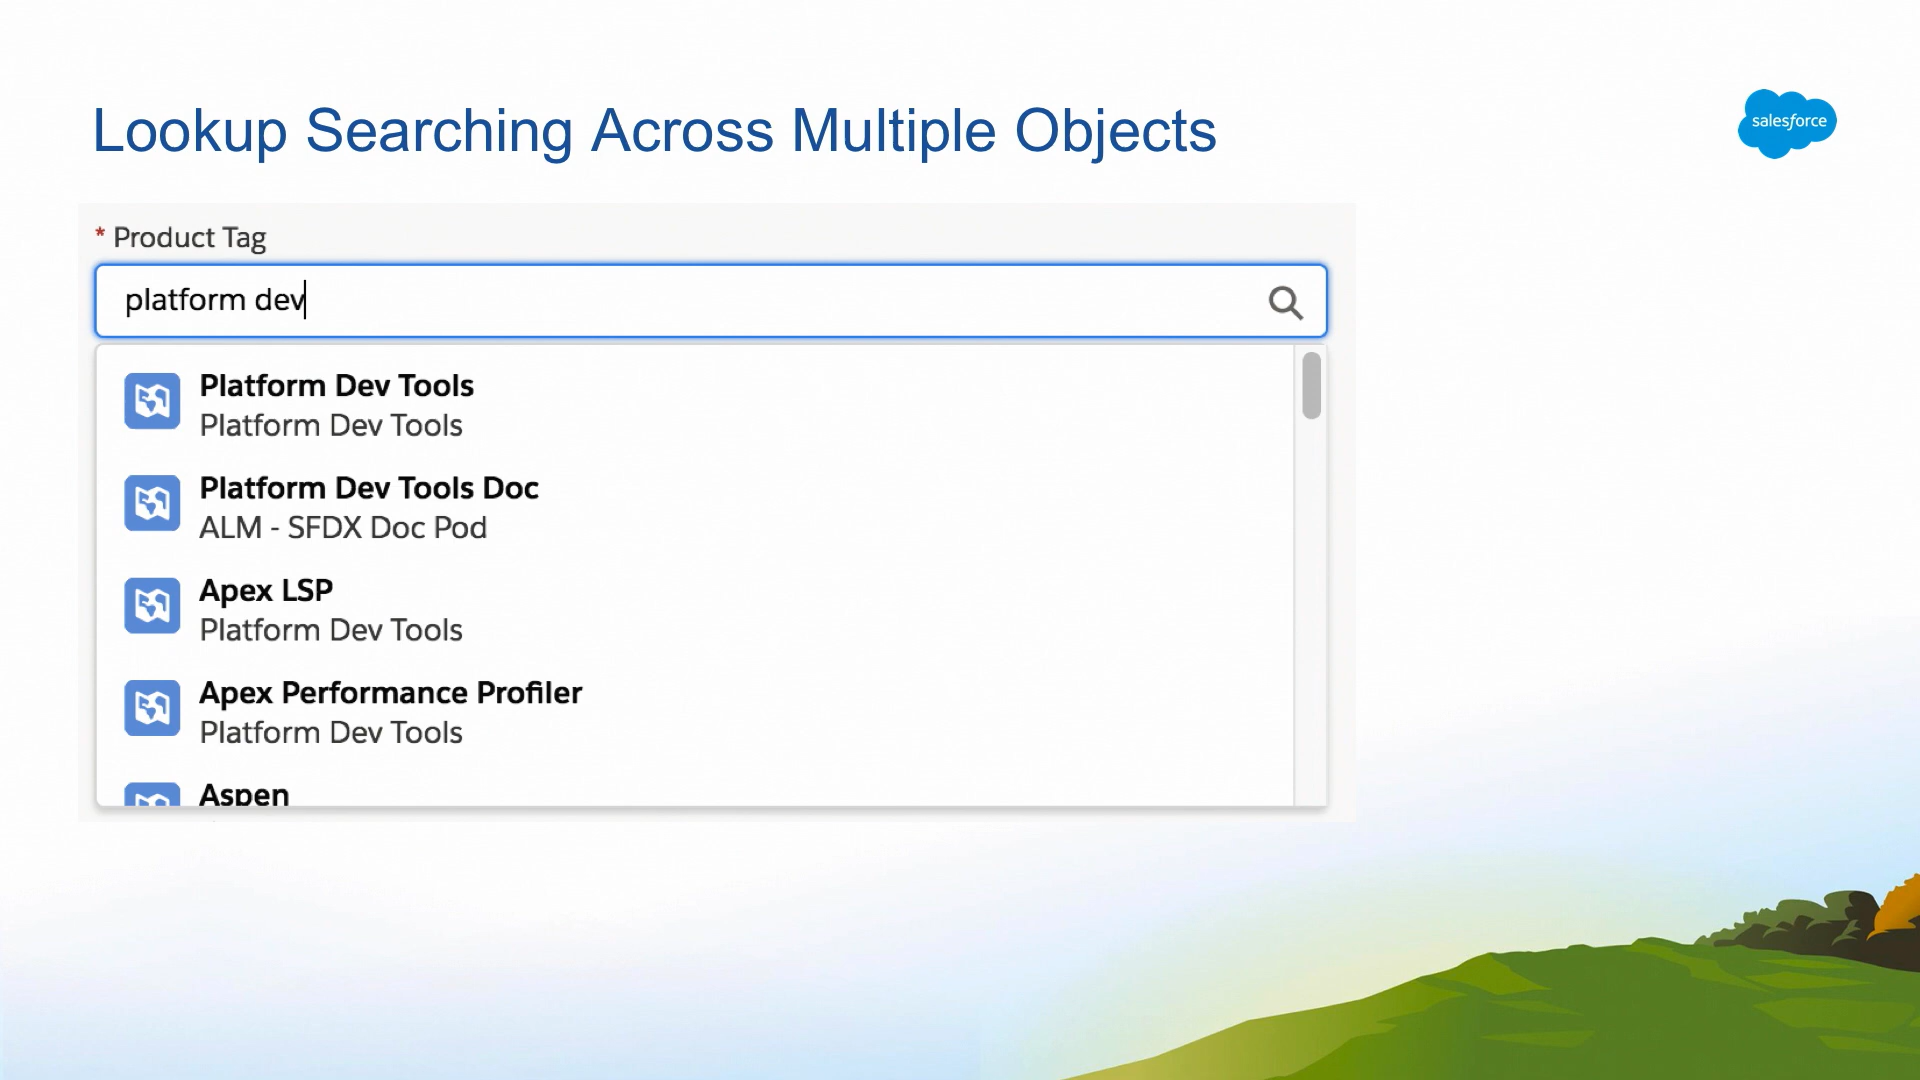 Lookup Searching Across Multiple Objects
salesforce
* Product Tag
platform dev
Platform Dev Tools
Platform Dev Tools
Platform Dev Tools Doc
ALM - SFDX Doc Pod
Apex LSP
Platform Dev Tools
Apex Performance Profiler
Platform Dev Tools
Aspen